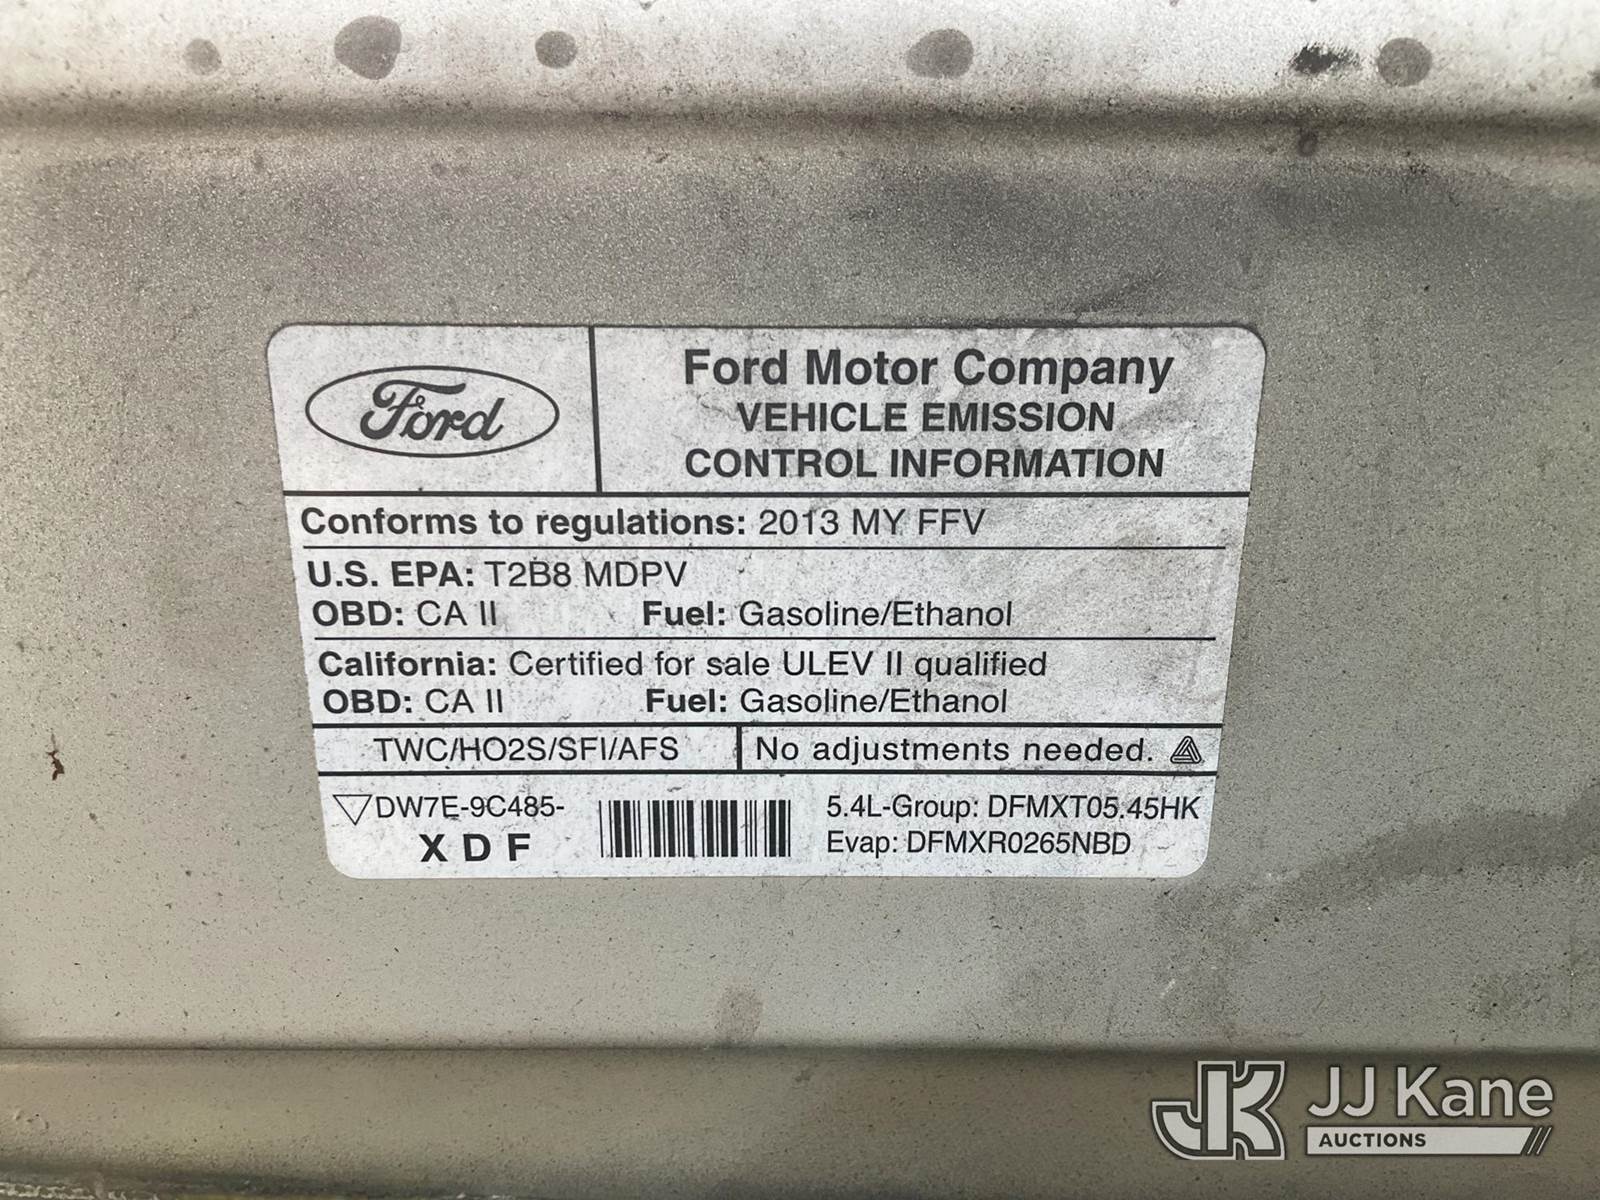 Ford
Ford Motor Company
VEHICLE EMISSION
CONTROL INFORMATION
Conforms to regulations: 2013 MY FFV
U.S. EPA: T2B8 MDPV
OBD: CA II Fuel: Gasoline/Ethanol
California: Certified for sale ULEV II qualified
OBD: CA II Fuel: Gasoline/Ethanol
TWC/HO2S/SFI/AFS No adjustments needed.
DW7E-9C485-
X D F
5.4L-Group: DFMXT05.45HK
Evap: DFMXR0265NBD
JK JJ Kane
AUCTIONS